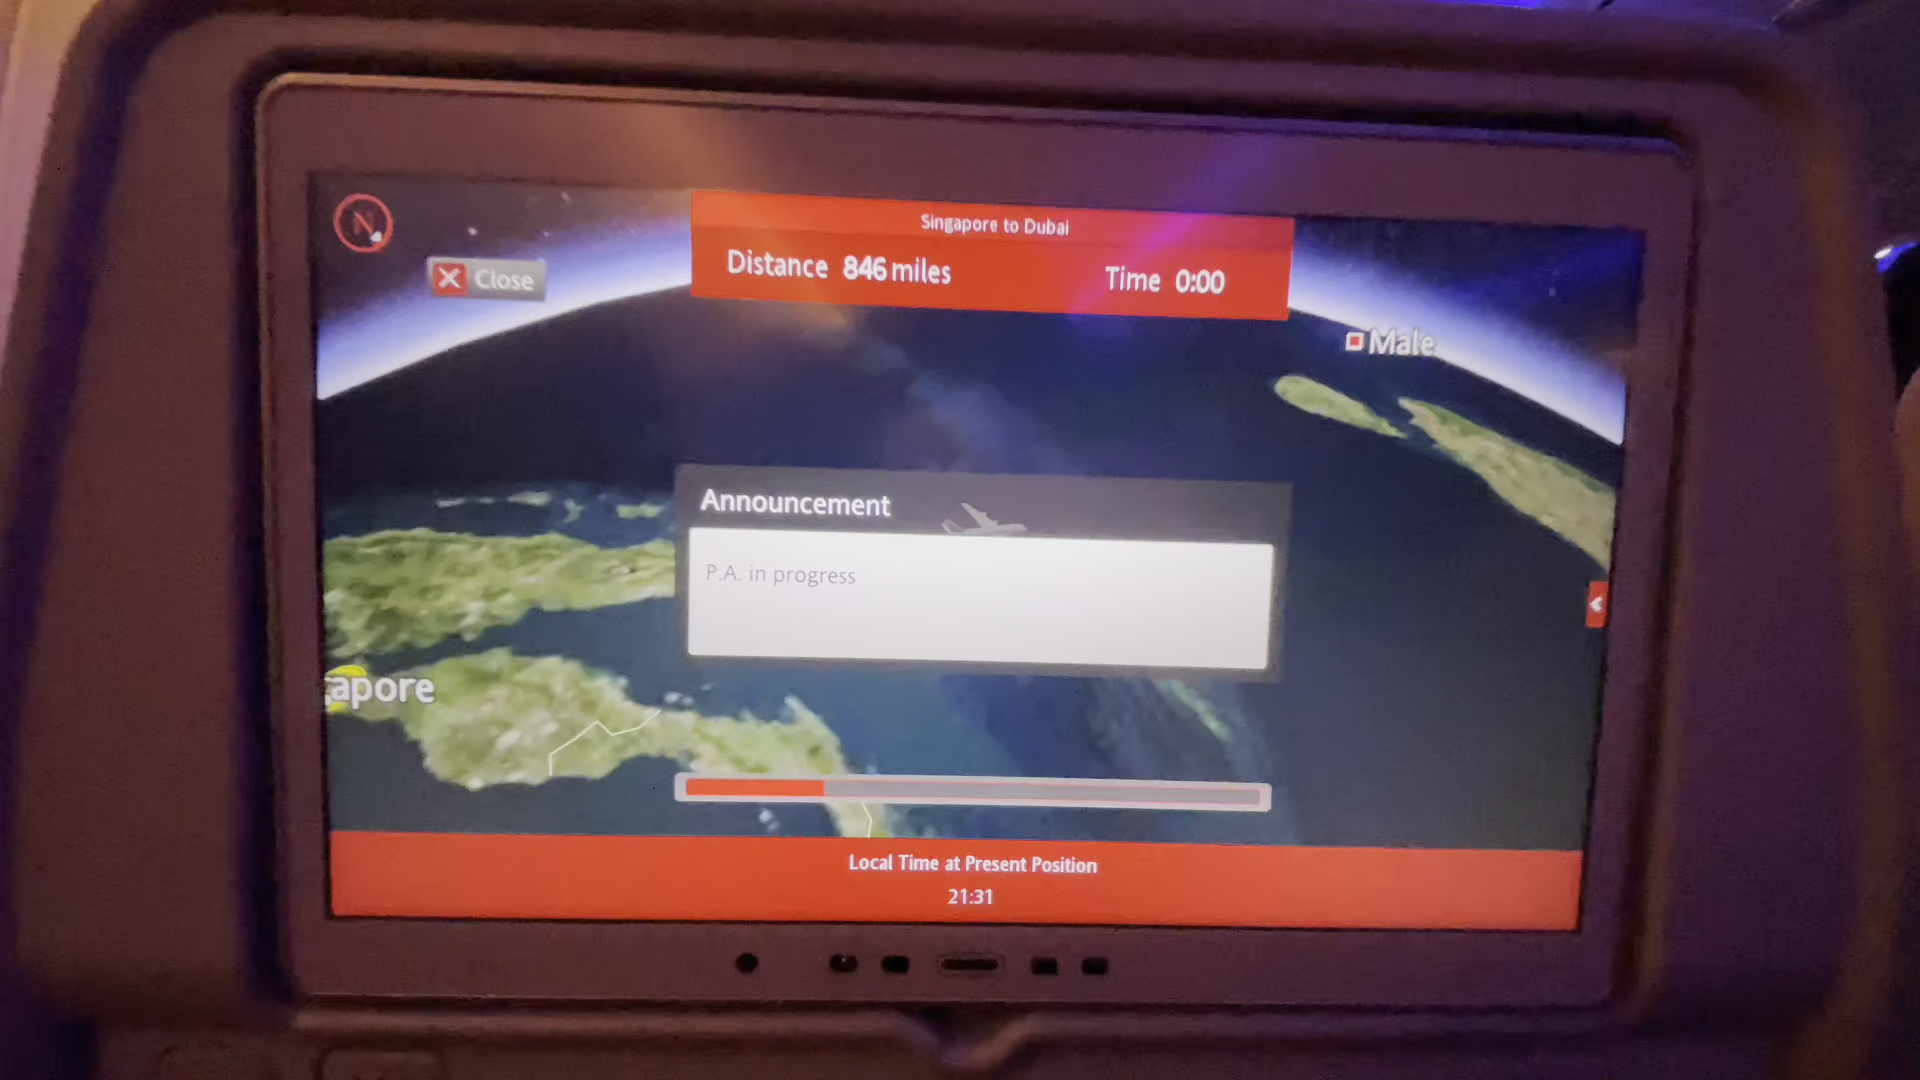 N
Singapore to Dubai
Distance 846 miles
Time 0:00
Close
Male
Announcement
P.A. in progress
apore
Local Time at Present Position
21:31